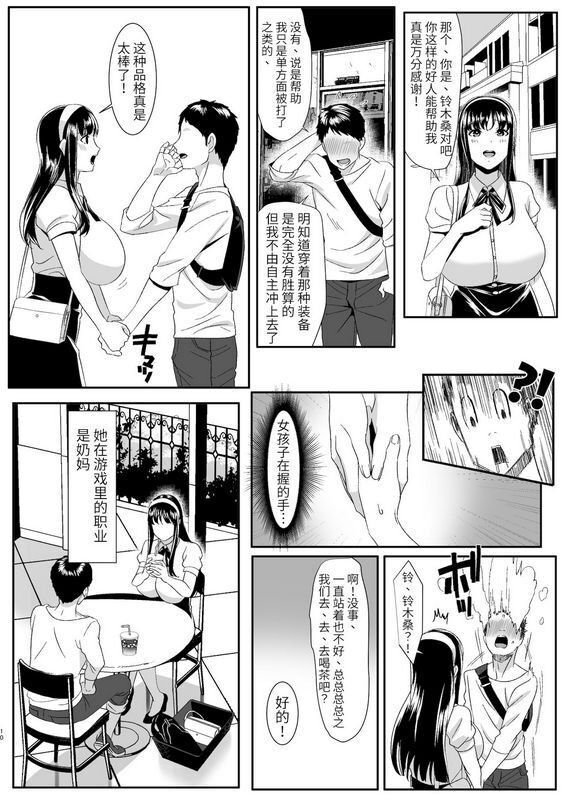 那个、你是、铃木桑对吧
你这样的好人能帮助我
真是万分感谢！
没有、说是帮助
我只是单方面被打了
之类的、
明知道穿着那种装备
是完全没有胜算的
但我不由自主冲上去了
这种品格真是
太棒了！
キュッ
?!
女孩子在握的手…
铃、铃木桑？！
啊！没事、
一直站着也不好、总总总总之
我们去、去、去喝茶吧？
好的！
她在游戏里的职业
是奶妈
10